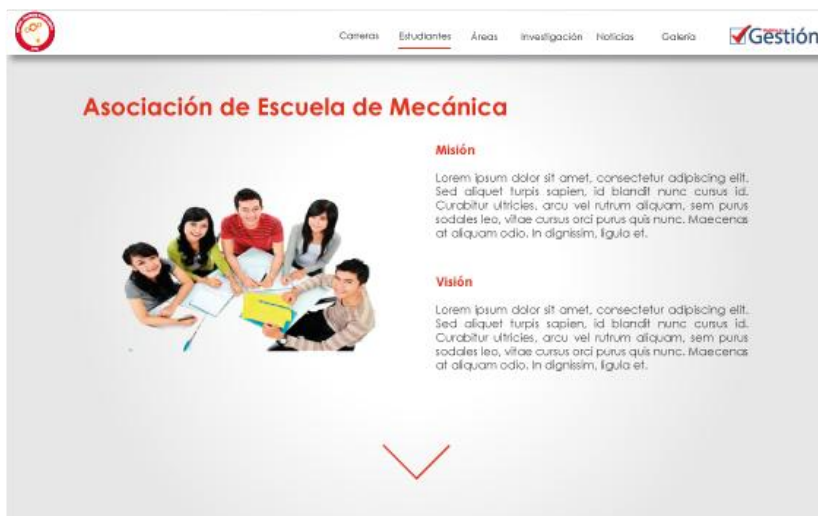 Carreras Estudiantes Áreas Investigación Noticias Galería Gestión
Asociación de Escuela de Mecánica
Misión
Lorem ipsum dolor sit amet, consectetur adipiscing elit.
Sed aliquet turpis sapien, id blandit nunc cursus id.
Curabitur ultricies, arcu vel rutrum aliquam, sem purus
sodales leo, vitae cursus orci purus quis nunc. Maecenas
at aliquam odio. In dignissim, ligula et.
Visión
Lorem ipsum dolor sit amet, consectetur adipiscing elit.
Sed aliquet turpis sapien, id blandit nunc cursus id.
Curabitur ultricies, arcu vel rutrum aliquam, sem purus
sodales leo, vitae cursus orci purus quis nunc. Maecenas
at aliquam odio. In dignissim, ligula et.